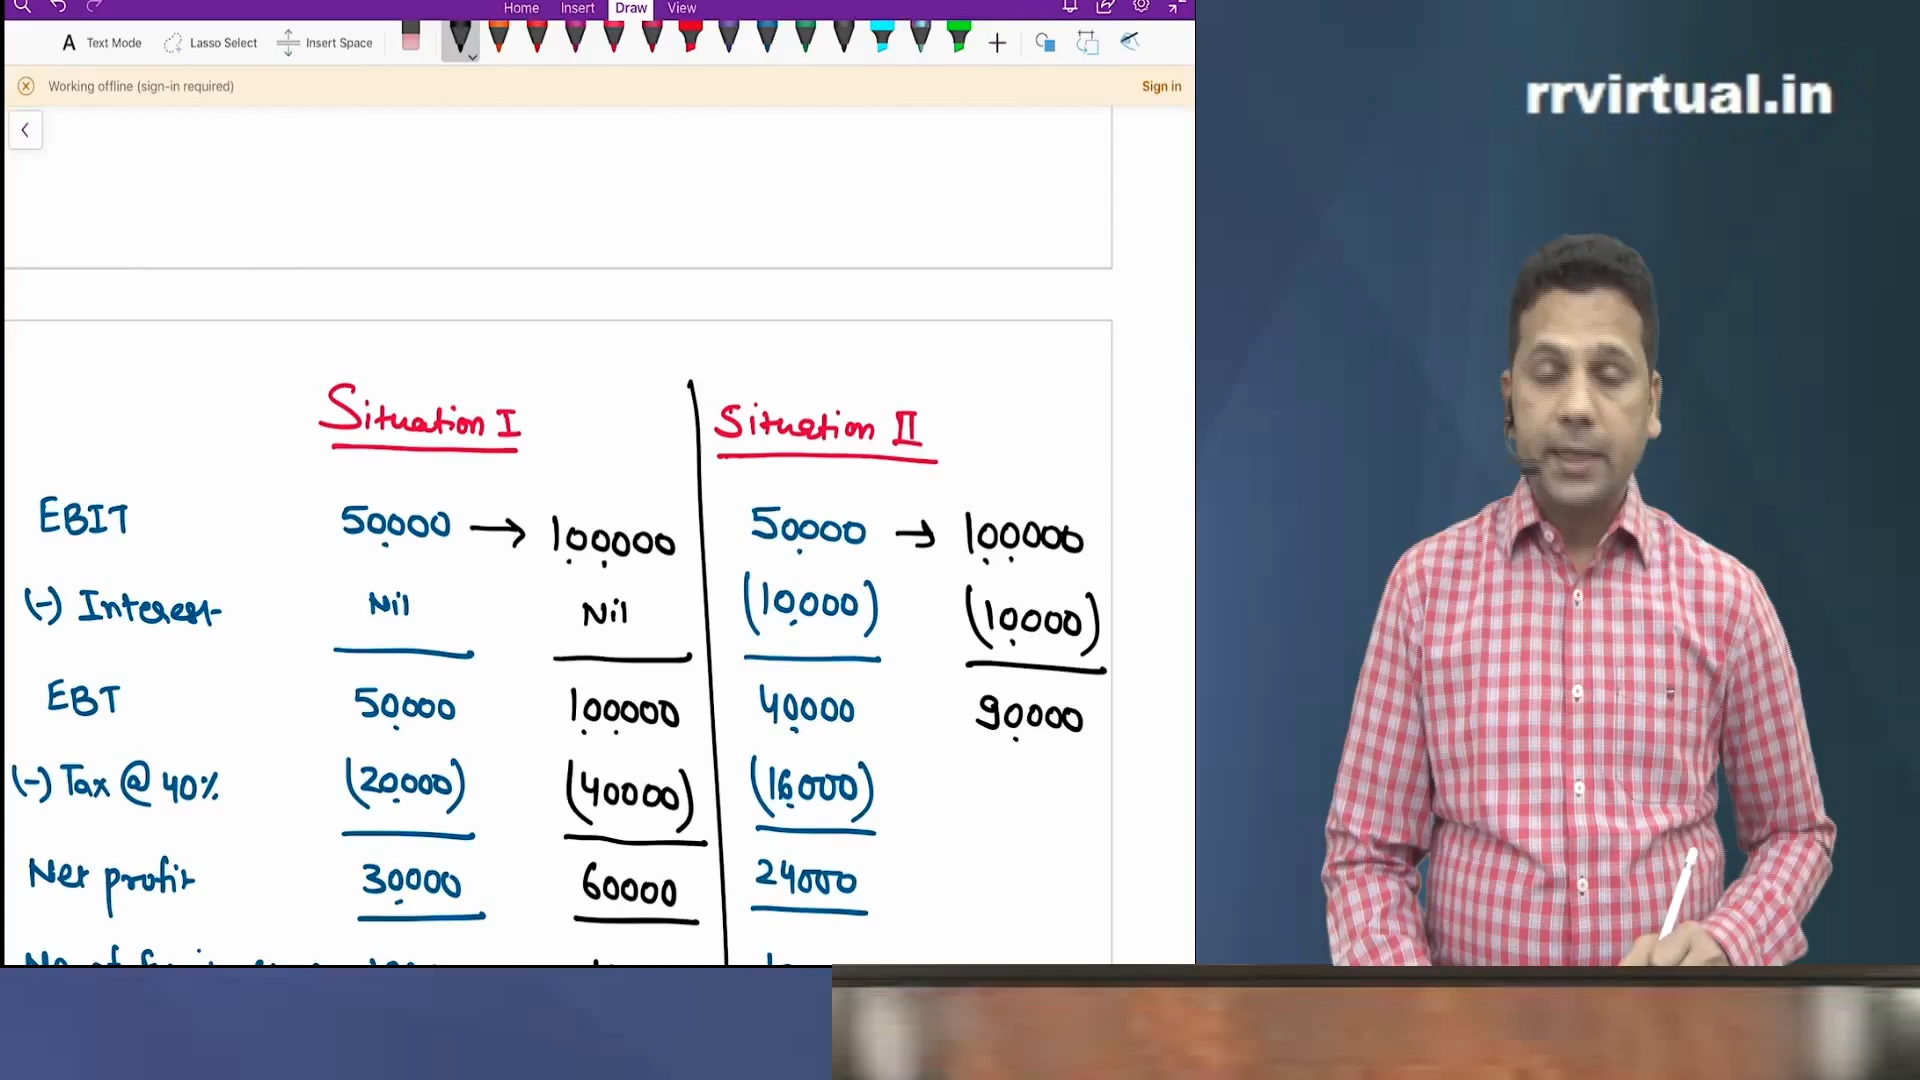 Home Insert Draw View
Text Mode Lasso Select Insert Space
Working offline (sign-in required) Sign in
rrvirtual.in
Situation I Situation II
EBIT 50000 → 100000 50000 → 100000
(-) Interest Nil Nil (10000) (10000)
EBT 50000 100000 40000 90000
(-) Tax @ 40% (20000) (40000) (16000)
Net profit 30000 60000 24000